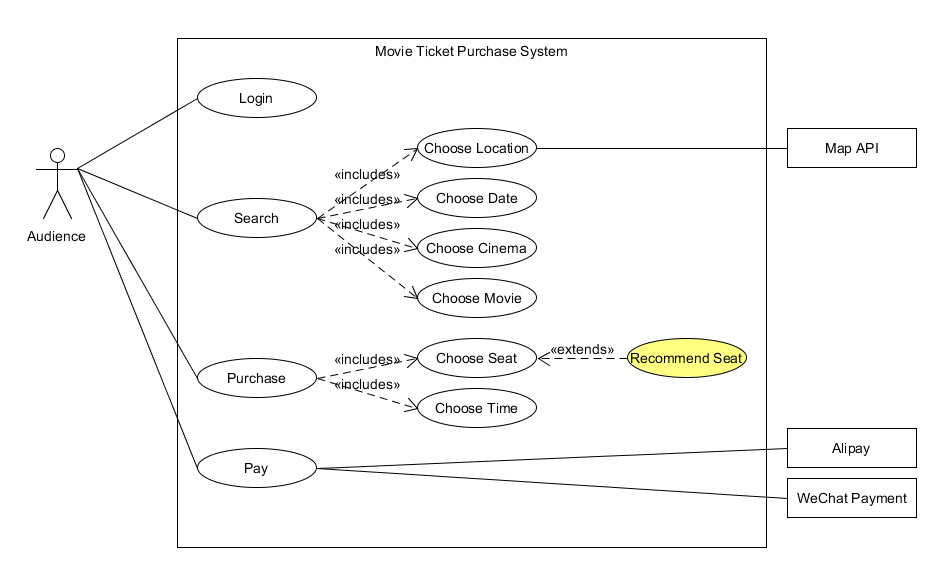 Movie Ticket Purchase System
Login
Choose Location
Map API
«includes»
Choose Date
«includes»
Search
«includes»
Audience
Choose Cinema
«includes»
Choose Movie
«extends»
Choose Seat
Recommend Seat
«includes»
Purchase
«includes»
Choose Time
Alipay
Pay
WeChat Payment